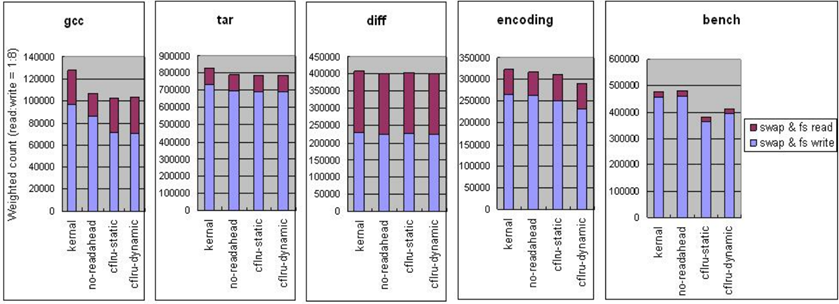 gcc
Weighted count (read:write = 1:8)
140000
120000
100000
80000
60000
40000
20000
0
kernal
no-readahead
cflru-static
cflru-dynamic
tar
900000
800000
700000
600000
500000
400000
300000
200000
100000
0
kernal
no-readahead
cflru-static
cflru-dynamic
diff
450000
400000
350000
300000
250000
200000
150000
100000
50000
0
kernal
no-readahead
cflru-static
cflru-dynamic
encoding
350000
300000
250000
200000
150000
100000
50000
0
kernal
no-readahead
cflru-static
cflru-dynamic
bench
600000
500000
400000
300000
200000
100000
0
kernal
no-readahead
cflru-static
cflru-dynamic
swap & fs read
swap & fs write